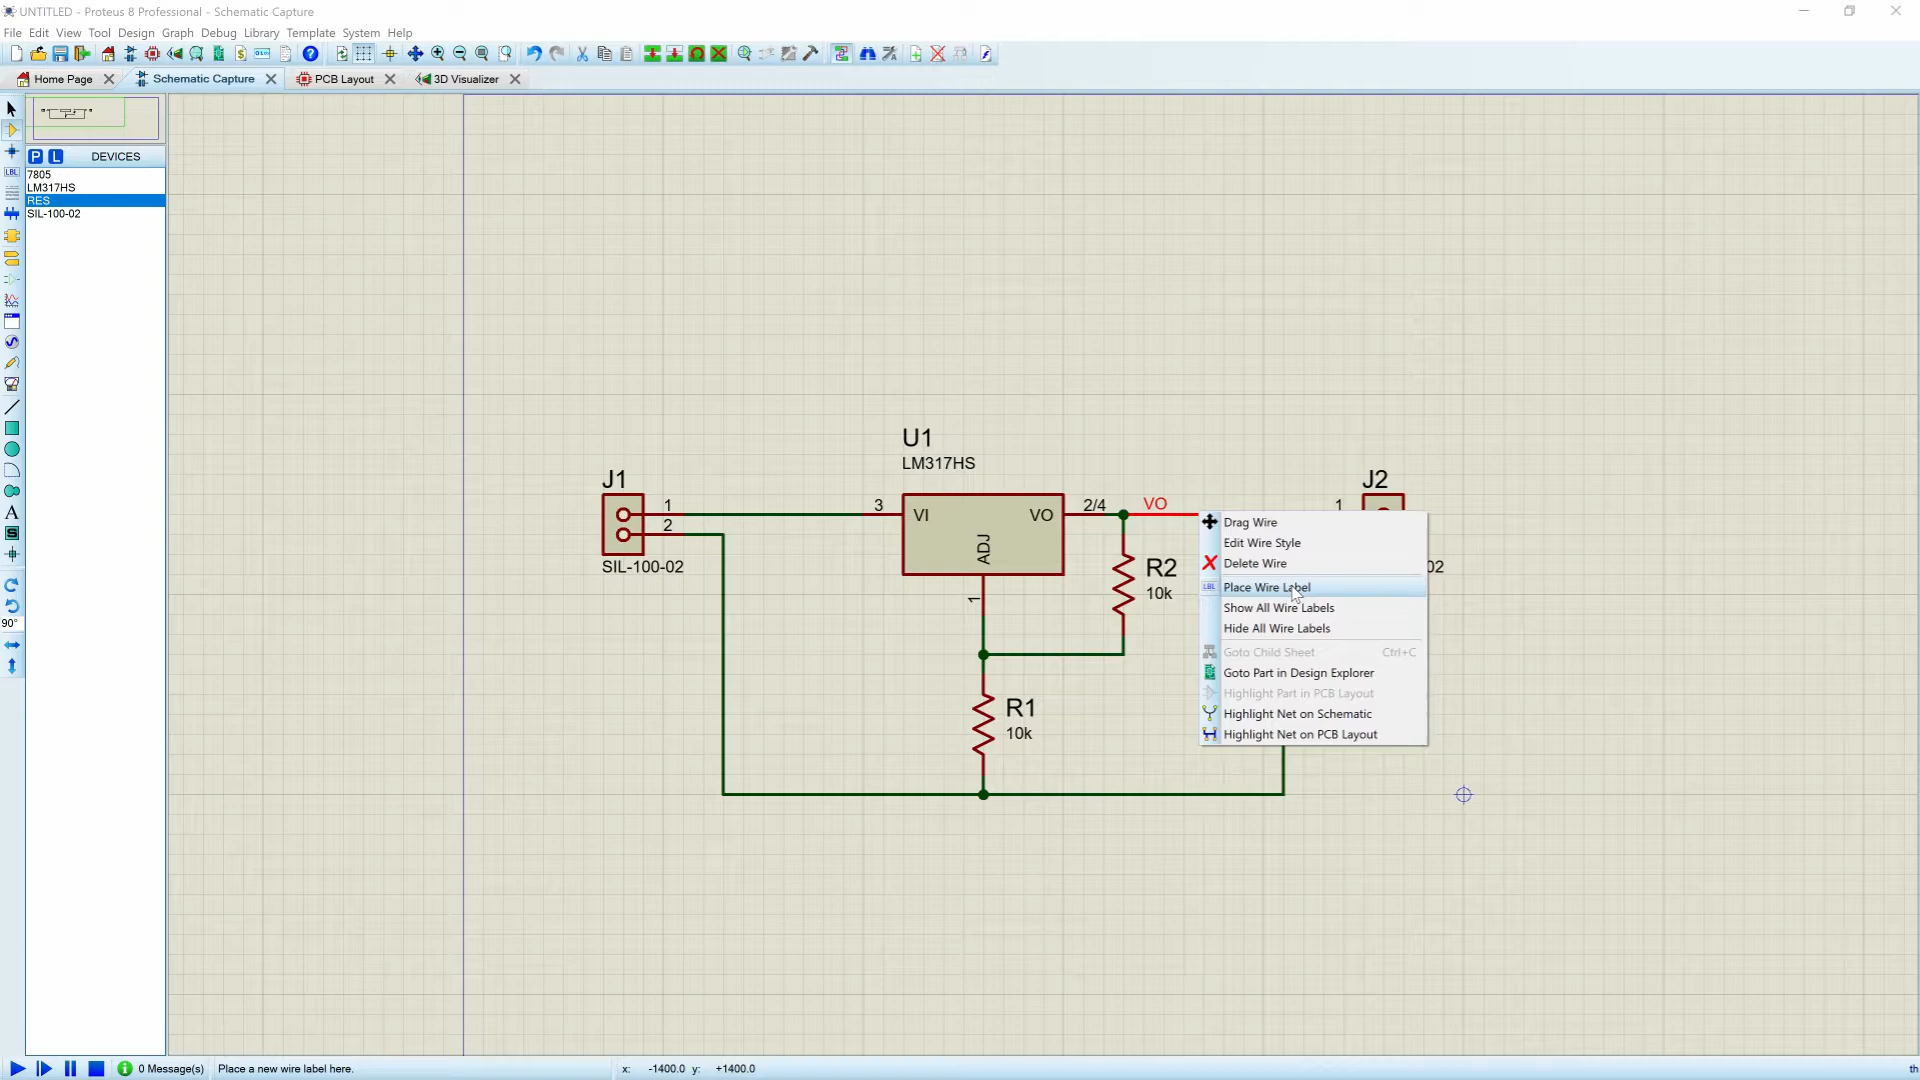 UNTITLED - Proteus 8 Professional - Schematic Capture
File Edit View Tool Design Graph Debug Library Template System Help
Home Page Schematic Capture PCB Layout 3D Visualizer
P L DEVICES
7805
LM317HS
RES
SIL-100-02
LBL
A
S
90°
U1
LM317HS
J1
1
2
SIL-100-02
3
VI
VO
ADJ
1
2/4
VO
R2
10k
R1
10k
J2
1
02
Drag Wire
Edit Wire Style
Delete Wire
LBL Place Wire Label
Show All Wire Labels
Hide All Wire Labels
Goto Child Sheet Ctrl+C
Goto Part in Design Explorer
Highlight Part in PCB Layout
Highlight Net on Schematic
Highlight Net on PCB Layout
0 Message(s) Place a new wire label here. x: -1400.0 y: +1400.0 th